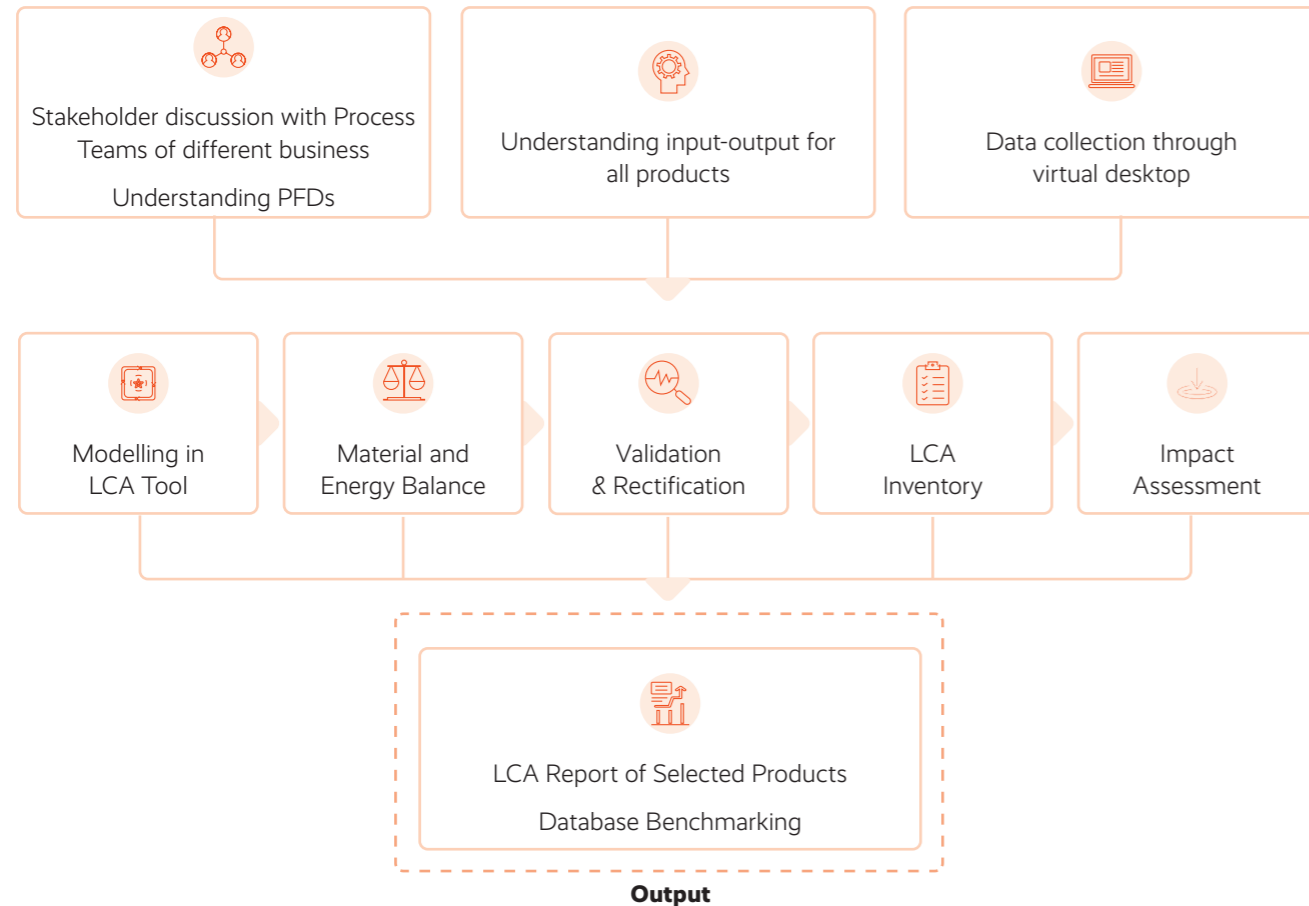 Stakeholder discussion with Process
Teams of different business
Understanding PFDs
Understanding input-output for
all products
Data collection through
virtual desktop
Modelling in
LCA Tool
Material and
Energy Balance
Validation
& Rectification
LCA
Inventory
Impact
Assessment
LCA Report of Selected Products
Database Benchmarking
Output